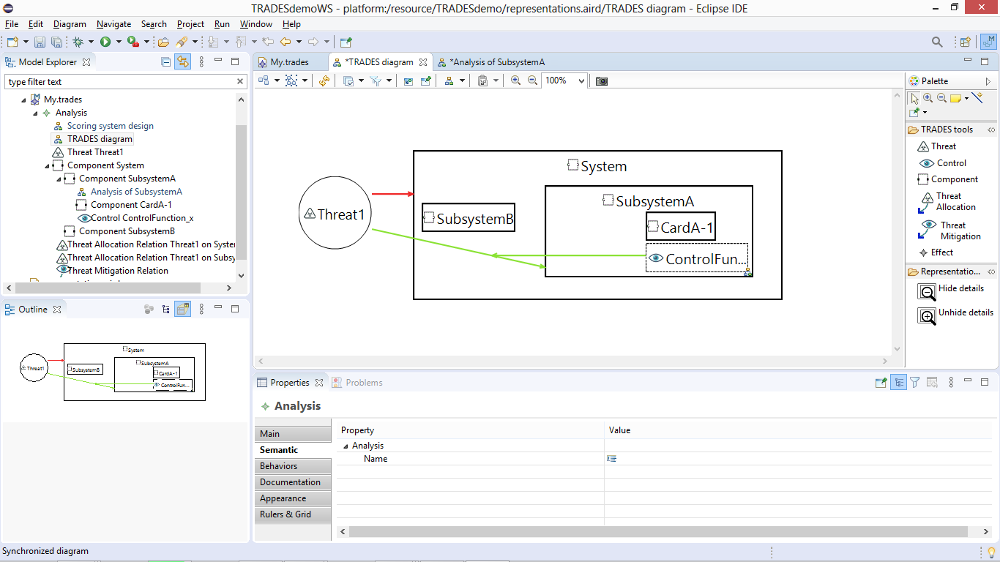 TRADESdemoWS - platform:/resource/TRADESdemo/representations.aird/TRADES diagram - Eclipse IDE
File Edit Diagram Navigate Search Project Run Window Help
Model Explorer
type filter text
My.trades
Analysis
Scoring system design
TRADES diagram
Threat Threat1
Component System
Component SubsystemA
Analysis of SubsystemA
Component CardA-1
Control ControlFunction_x
Component SubsystemB
Threat Allocation Relation Threat1 on System
Threat Allocation Relation Threat1 on Subsy
Threat Mitigation Relation
Outline
Threat1
System
SubsystemA
SubsystemB
CardA-1
ControlFun...
My.trades
*TRADES diagram
*Analysis of SubsystemA
100%
System
SubsystemA
Threat1
SubsystemB
CardA-1
ControlFun...
Palette
TRADES tools
Threat
Control
Component
Threat
Allocation
Threat
Mitigation
Effect
Representatio...
Hide details
Unhide details
Properties
Problems
Analysis
Main
Semantic
Behaviors
Documentation
Appearance
Rulers & Grid
Property Value
Analysis
Name
Synchronized diagram